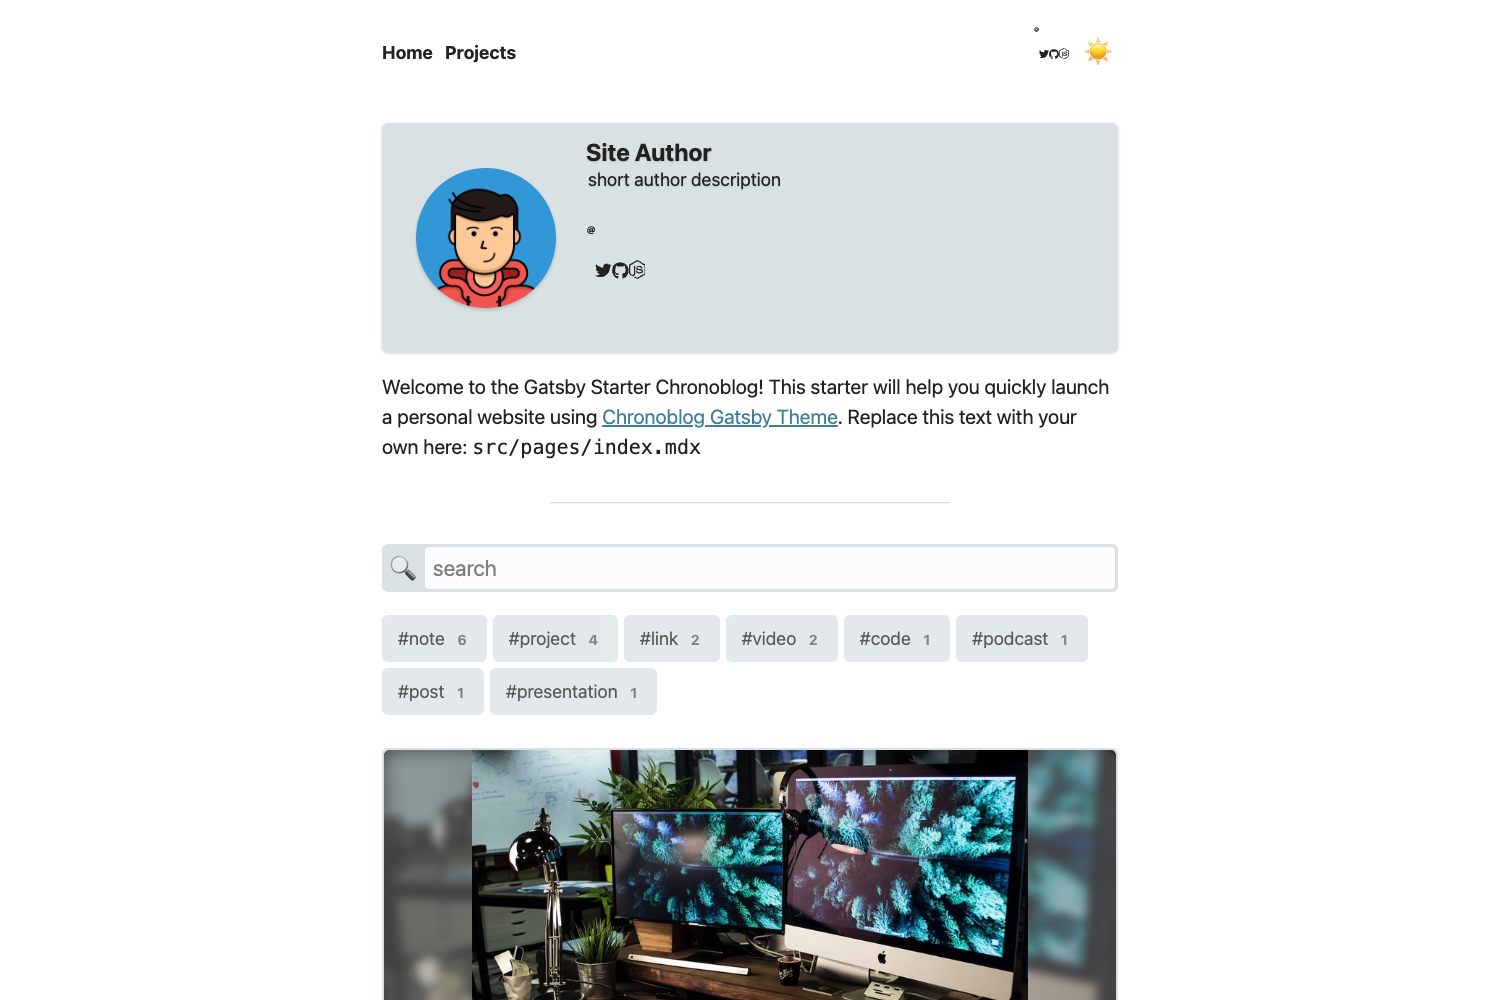 Home Projects
Site Author
short author description
@
Welcome to the Gatsby Starter Chronoblog! This starter will help you quickly launch
a personal website using Chronoblog Gatsby Theme. Replace this text with your
own here: src/pages/index.mdx
search
#note 6 #project 4 #link 2 #video 2 #code 1 #podcast 1
#post 1 #presentation 1